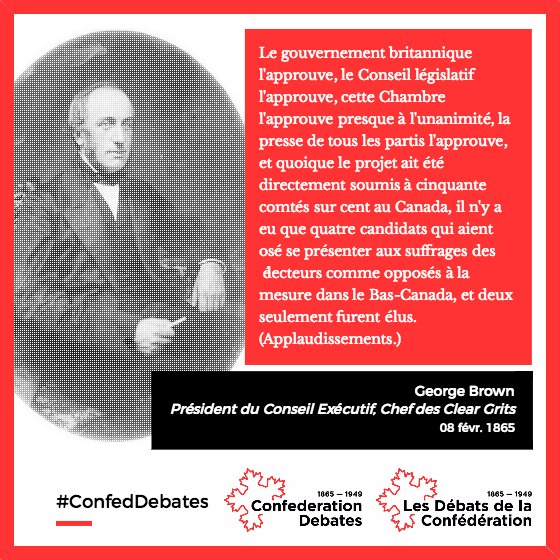 Le gouvernement britannique
l'approuve, le Conseil législatif
l'approuve, cette Chambre
l'approuve presque à l'unanimité, la
presse de tous les partis l'approuve,
et quoique le projet ait été
directement soumis à cinquante
comtés sur cent au Canada, il n'y a
eu que quatre candidats qui aient
osé se présenter aux suffrages des
électeurs comme opposés à la
mesure dans le Bas-Canada, et deux
seulement furent élus.
(Applaudissements.)
George Brown
Président du Conseil Exécutif, Chef des Clear Grits
08 févr. 1865
#ConfedDebates
1865 — 1949
Confederation
Debates
1865 — 1949
Les Débats de la
Confédération